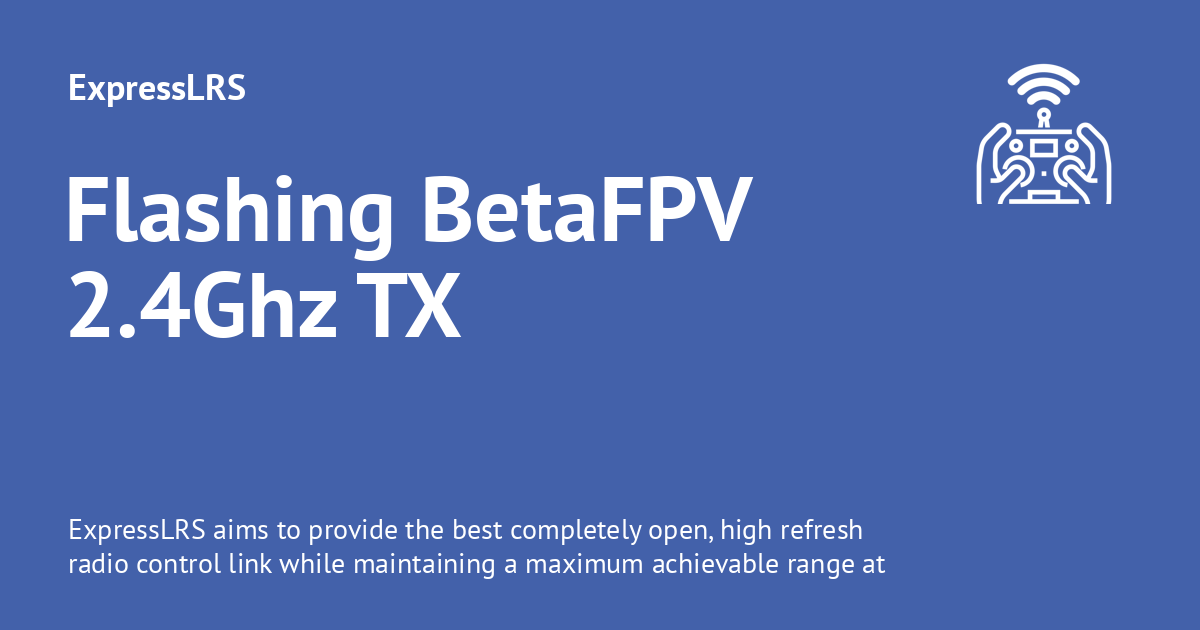 ExpressLRS
Flashing BetaFPV
2.4Ghz TX
ExpressLRS aims to provide the best completely open, high refresh
radio control link while maintaining a maximum achievable range at